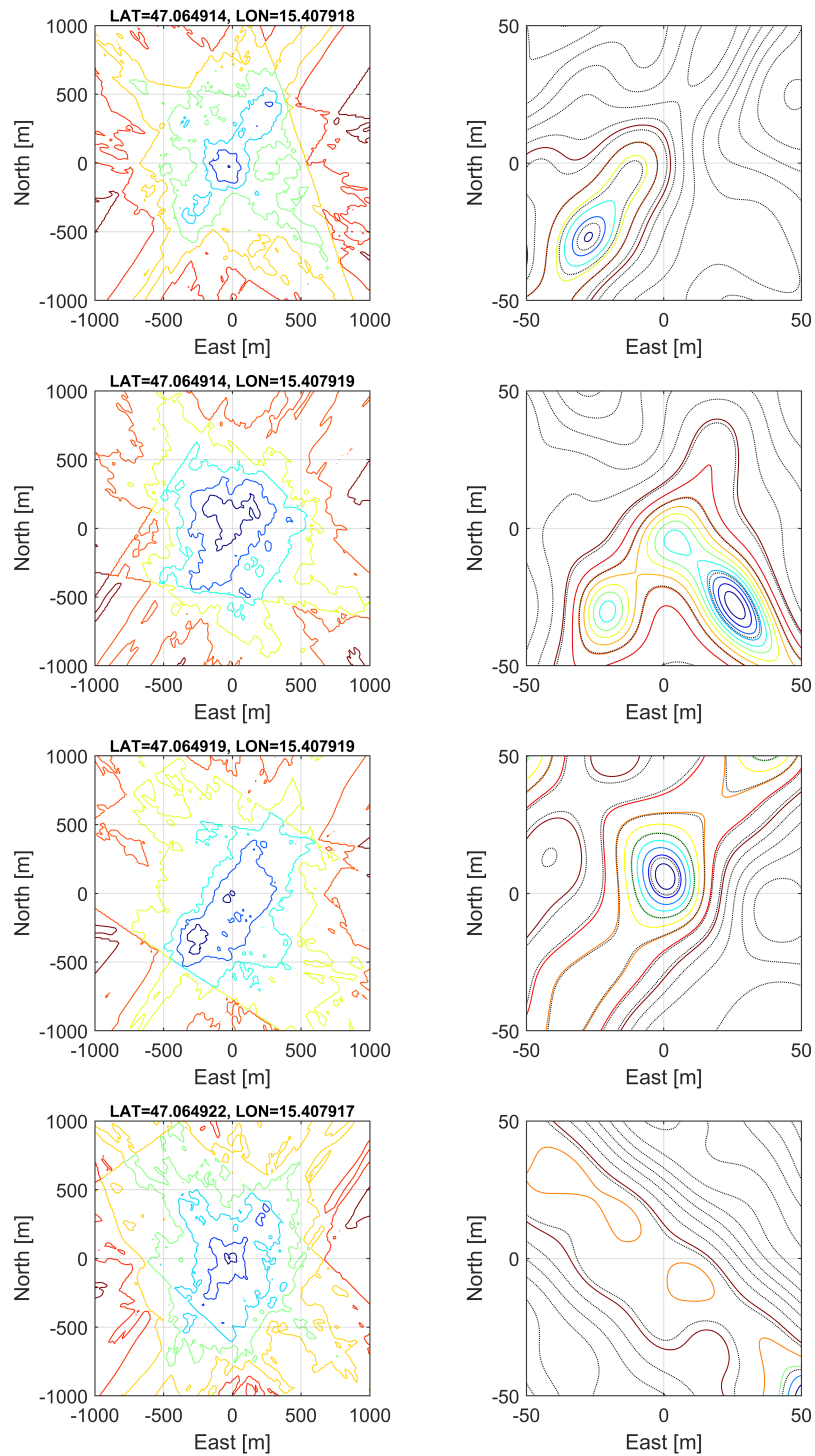 LAT=47.064914, LON=15.407918
North [m]
500
0
-500
-1000
-1000 -500 0 500 1000
East [m]
North [m]
50
0
-50
-50 0 50
East [m]
LAT=47.064914, LON=15.407919
North [m]
1000
500
0
-500
-1000
-1000 -500 0 500 1000
East [m]
North [m]
50
0
-50
-50 0 50
East [m]
LAT=47.064919, LON=15.407919
North [m]
1000
500
0
-500
-1000
-1000 -500 0 500 1000
East [m]
North [m]
50
0
-50
-50 0 50
East [m]
LAT=47.064922, LON=15.407917
North [m]
1000
500
0
-500
-1000
-1000 -500 0 500 1000
East [m]
North [m]
50
0
-50
-50 0 50
East [m]